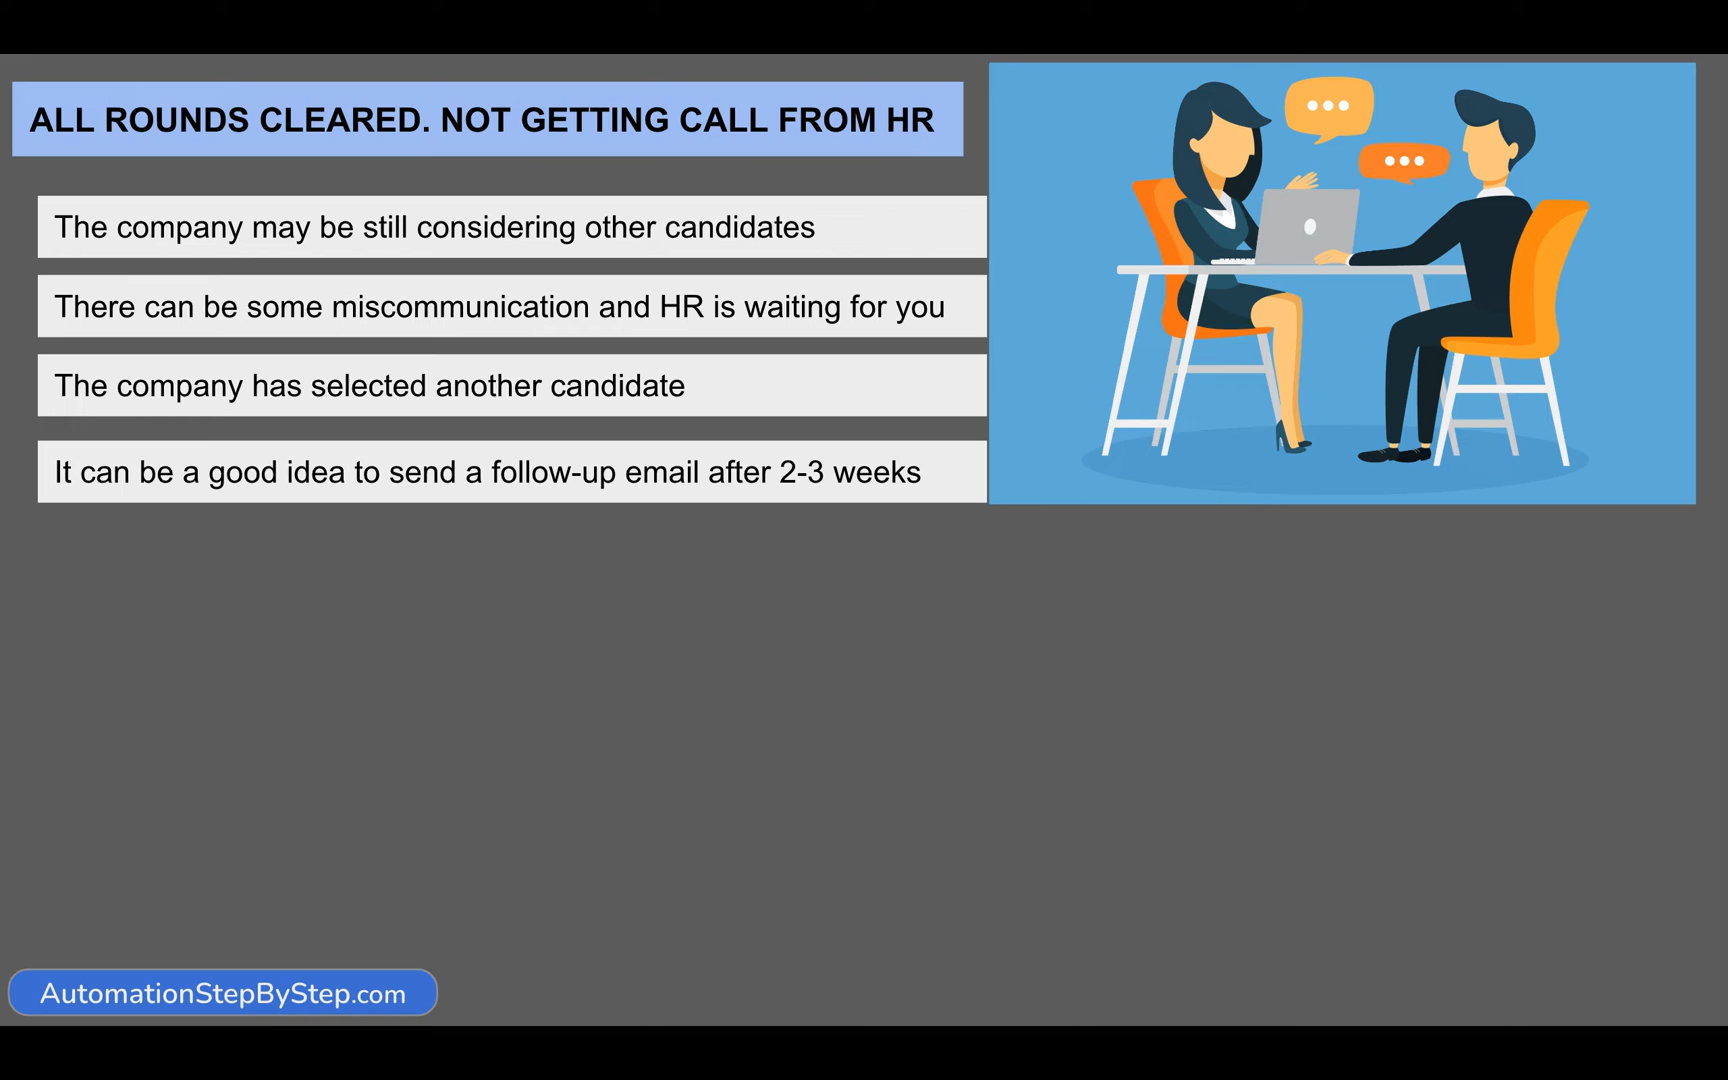 ALL ROUNDS CLEARED. NOT GETTING CALL FROM HR
The company may be still considering other candidates
There can be some miscommunication and HR is waiting for you
The company has selected another candidate
It can be a good idea to send a follow-up email after 2-3 weeks
AutomationStepByStep.com